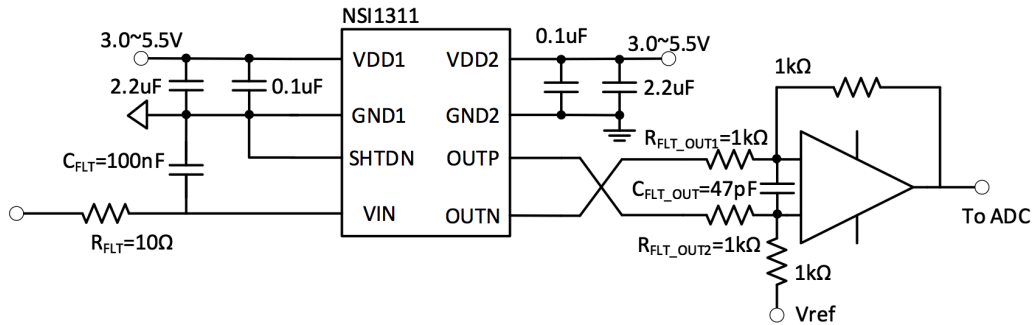 NSI1311
3.0~5.5V
0.1uF
3.0~5.5V
VDD1
VDD2
1kΩ
2.2uF
0.1uF
2.2uF
GND1
GND2
R_FLT_OUT1=1kΩ
C_FLT=100nF
SHTDN
OUTP
C_FLT_OUT=47pF
VIN
OUTN
To ADC
R_FLT=10Ω
R_FLT_OUT2=1kΩ
1kΩ
Vref